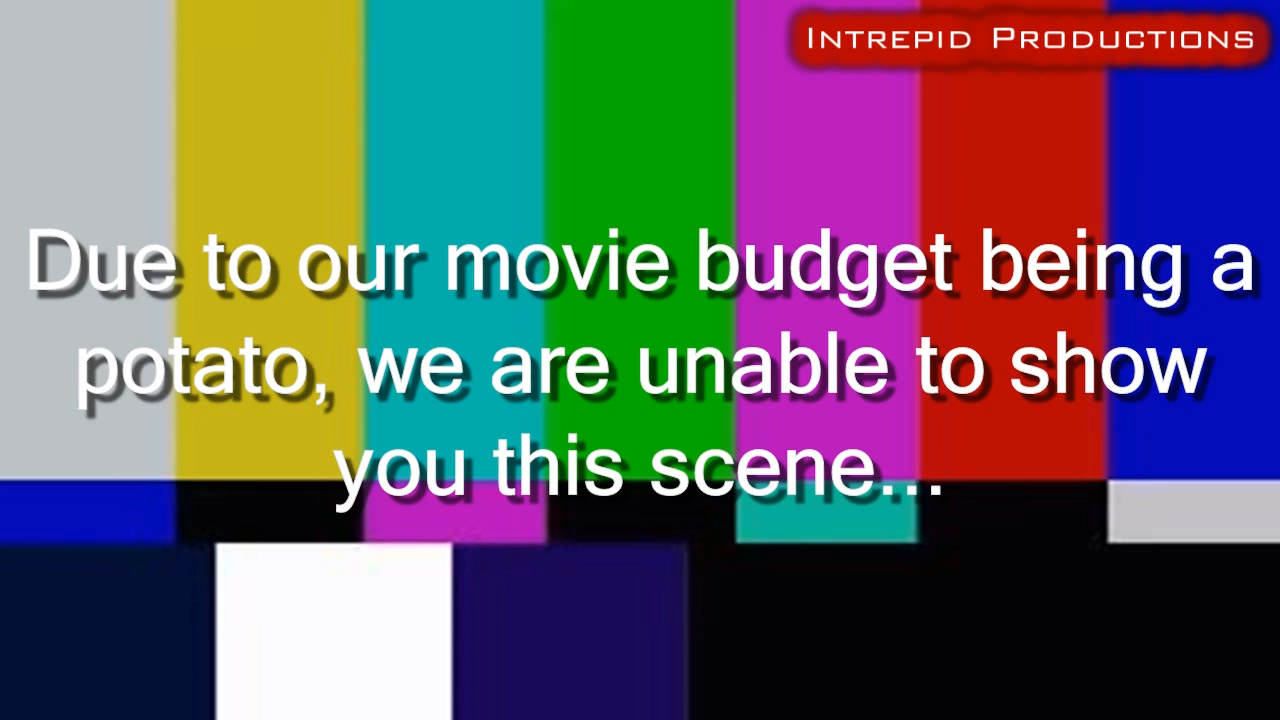 Intrepid Productions
Due to our movie budget being a
potato, we are unable to show
you this scene...